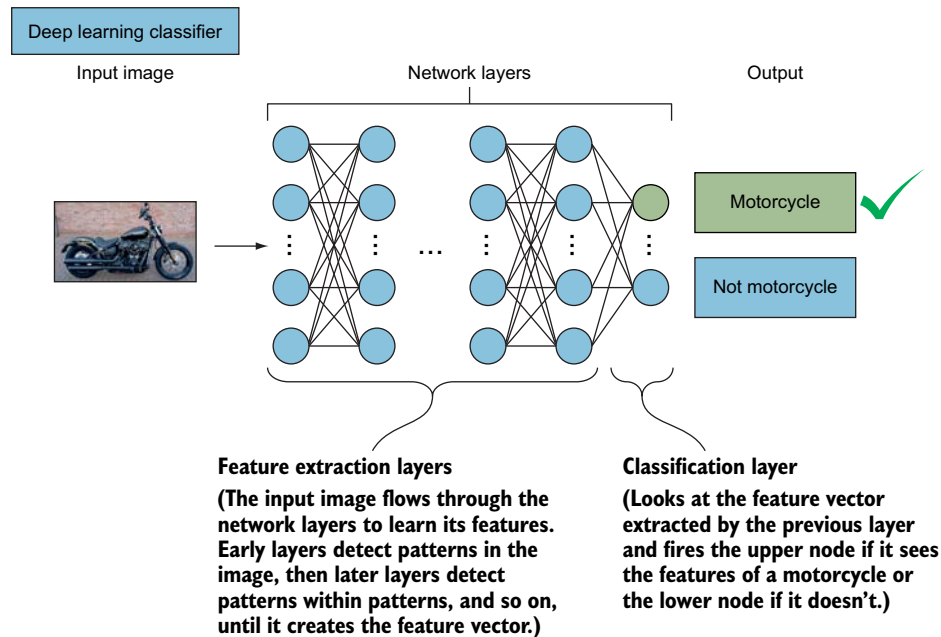 Deep learning classifier
Input image
Network layers
Output
...
Motorcycle
Not motorcycle
Feature extraction layers
(The input image flows through the
network layers to learn its features.
Early layers detect patterns in the
image, then later layers detect
patterns within patterns, and so on,
until it creates the feature vector.)
Classification layer
(Looks at the feature vector
extracted by the previous layer
and fires the upper node if it sees
the features of a motorcycle or
the lower node if it doesn't.)